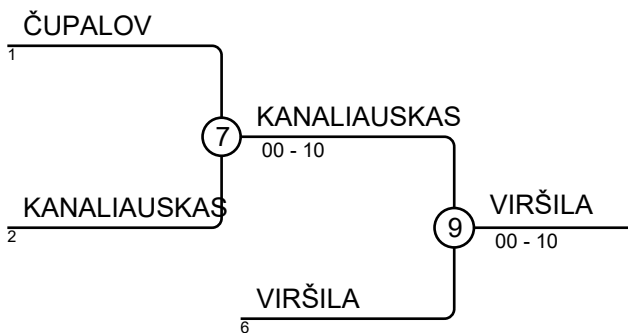 ČUPALOV
1
7
KANALIAUSKAS
00 - 10
KANALIAUSKAS
2
9
VIRŠILA
00 - 10
VIRŠILA
6